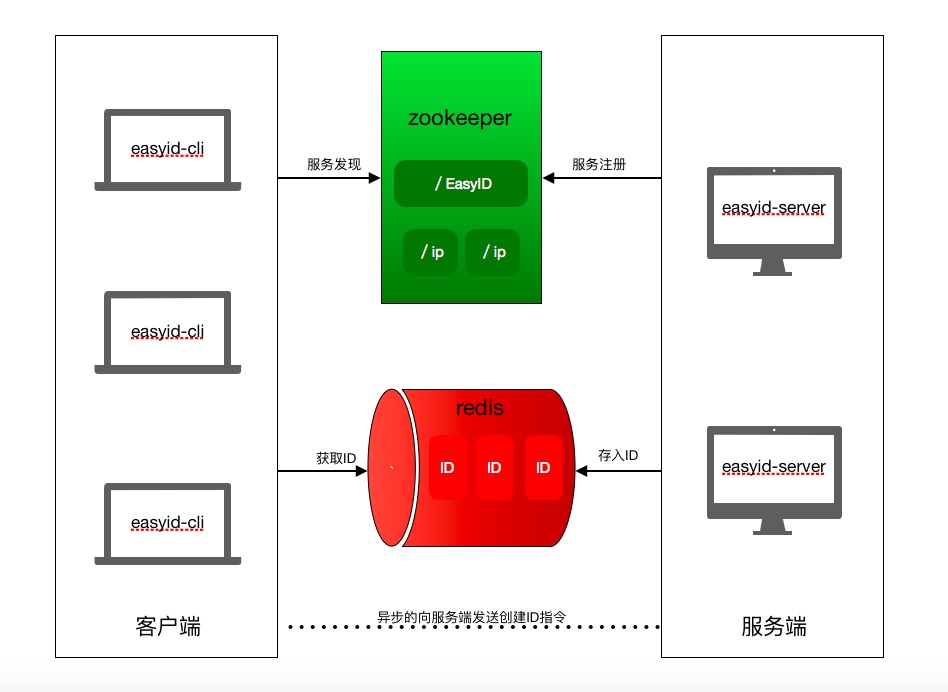 easyid-cli
easyid-cli
easyid-cli
客户端
服务发现
获取ID
zookeeper
/ EasyID
/ ip
/ ip
redis
`
ID
ID
ID
异步的向服务端发送创建ID指令
服务注册
存入ID
easyid-server
easyid-server
服务端